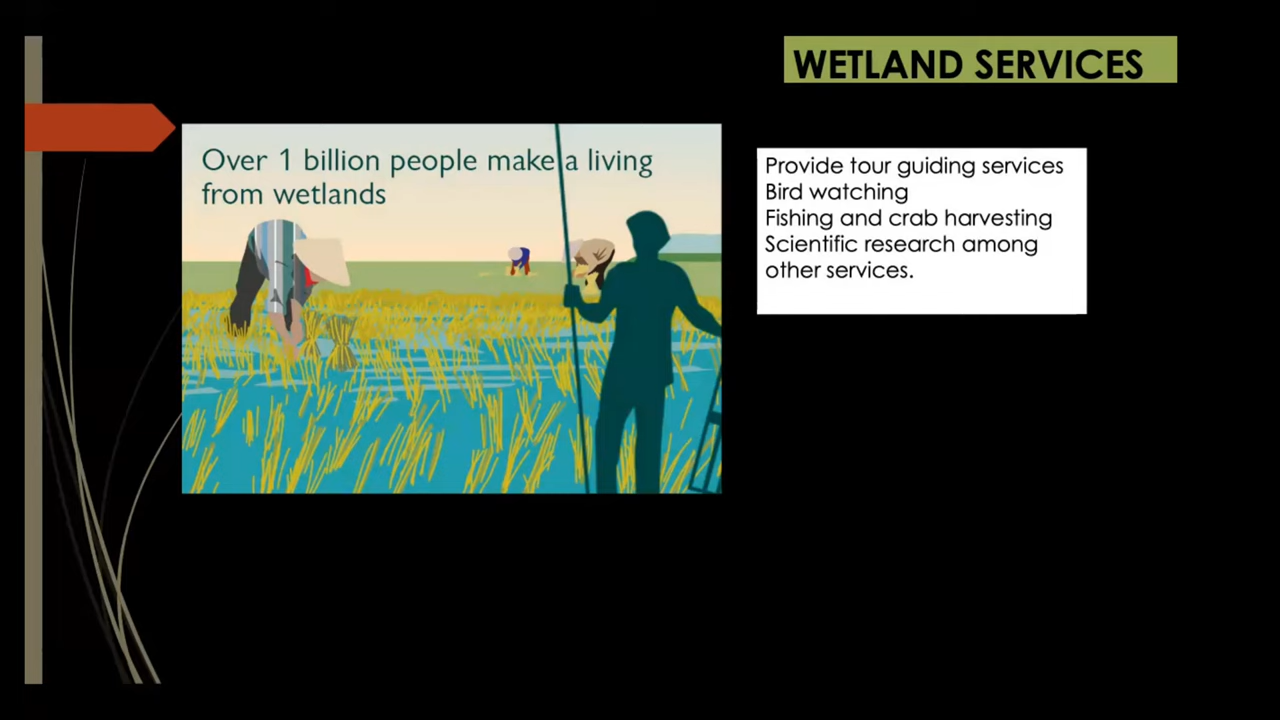 WETLAND SERVICES
Over 1 billion people make a living
from wetlands
Provide tour guiding services
Bird watching
Fishing and crab harvesting
Scientific research among
other services.